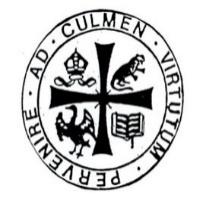 PERVENIRE · AD · CULMEN · VIRTUTUM ·